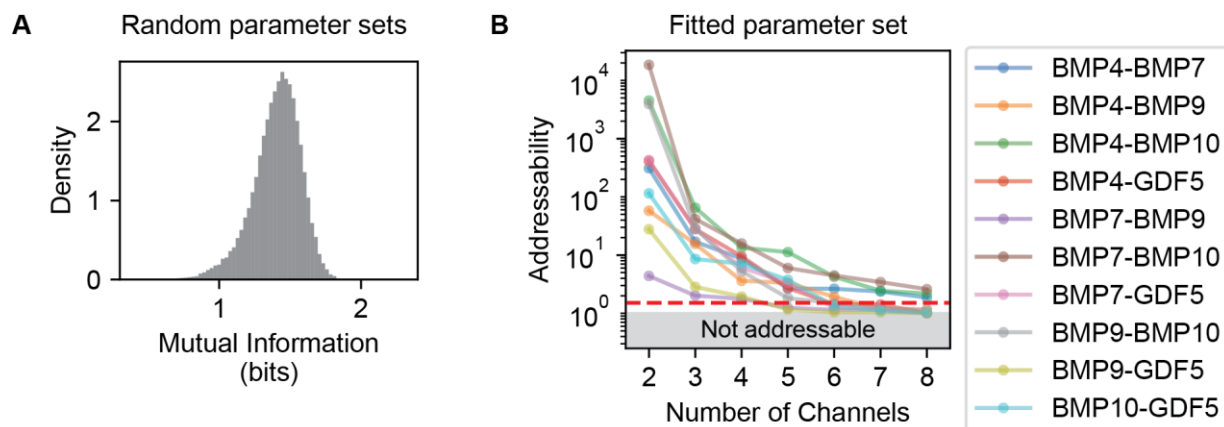 A
Random parameter sets
Density
2
1
0
1
2
Mutual Information
(bits)
B
Fitted parameter set
Addressability
10^4
10^3
10^2
10^1
10^0
Not addressable
2 3 4 5 6 7 8
Number of Channels
BMP4-BMP7
BMP4-BMP9
BMP4-BMP10
BMP4-GDF5
BMP7-BMP9
BMP7-BMP10
BMP7-GDF5
BMP9-BMP10
BMP9-GDF5
BMP10-GDF5